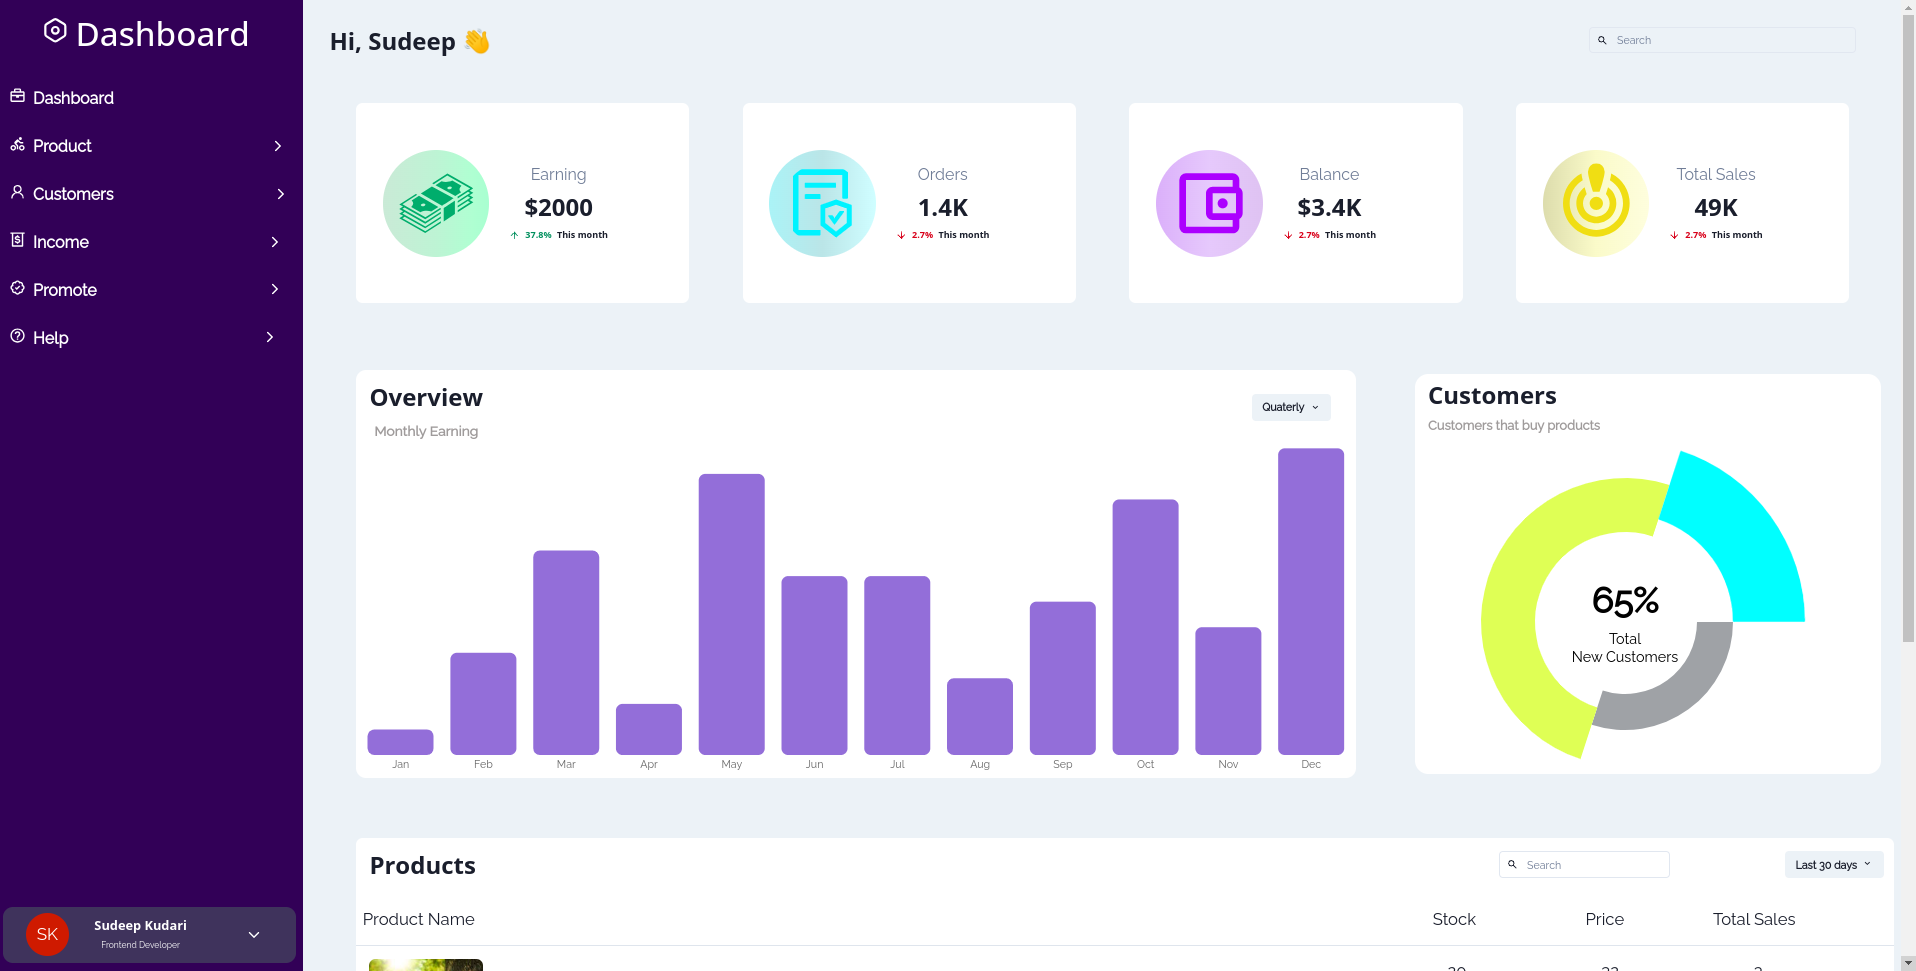 Dashboard
Dashboard
Product
Customers
Income
Promote
Help
SK
Sudeep Kudari
Frontend Developer
Hi, Sudeep 👋
Search
Earning
$2000
37.8% This month
Orders
1.4K
2.7% This month
Balance
$3.4K
2.7% This month
Total Sales
49K
2.7% This month
Overview
Monthly Earning
Quaterly
Jan Feb Mar Apr May Jun Jul Aug Sep Oct Nov Dec
Customers
Customers that buy products
65%
Total
New Customers
Products
Search
Last 30 days
Product Name Stock Price Total Sales